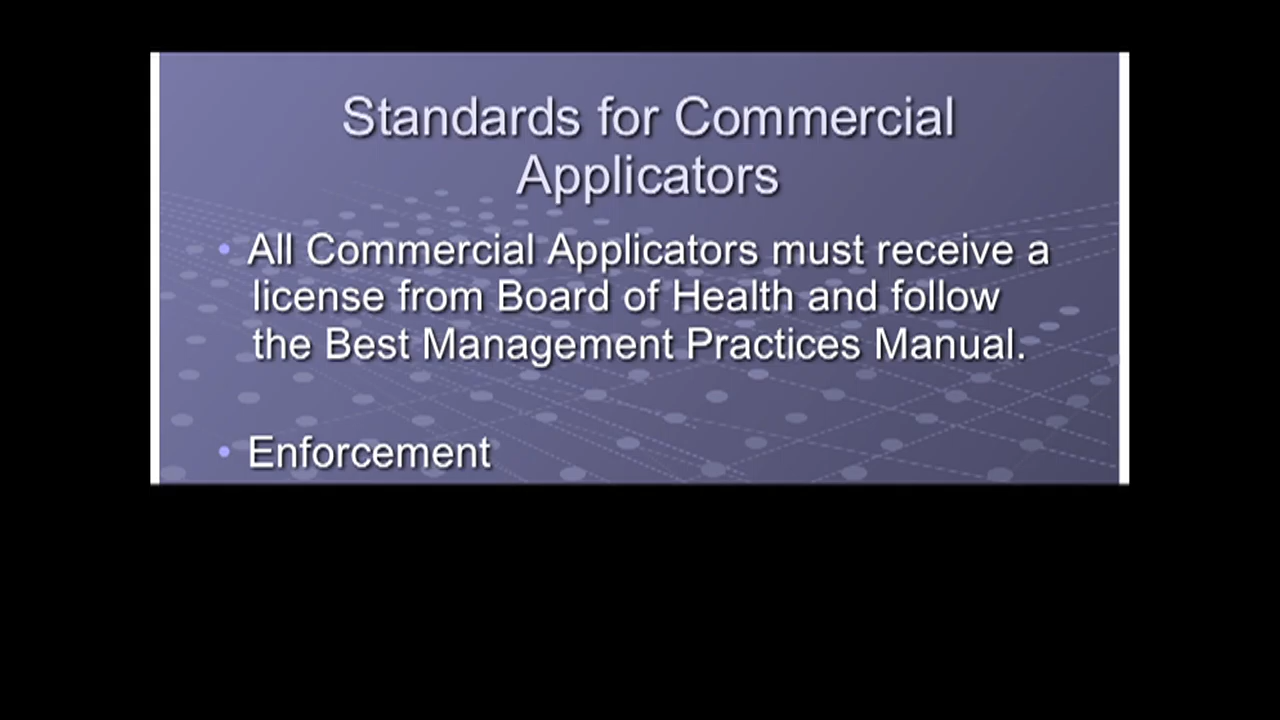 Standards for Commercial
Applicators
• All Commercial Applicators must receive a
license from Board of Health and follow
the Best Management Practices Manual.
• Enforcement